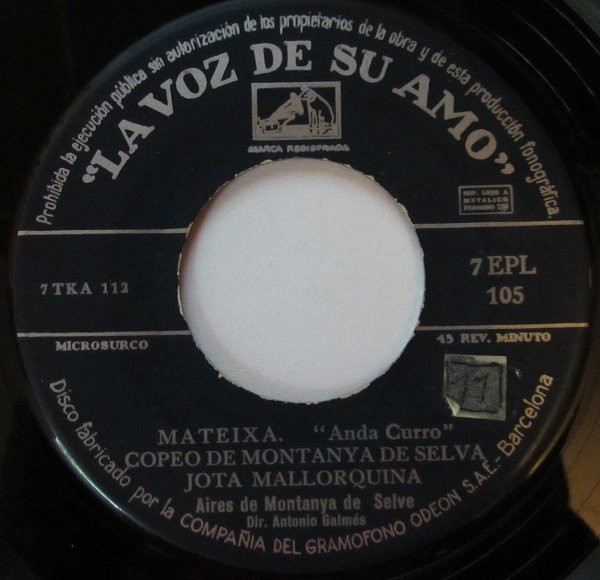 Prohibida la ejecución pública sin autorización de los propietarios de la obra y de esta producción fonográfica.
"LA VOZ DE SU AMO"
MARCA REGISTRADA
7 TKA 112
7 EPL
105
MICROSURCO
45 REV. MINUTO
11
MATEIXA. "Anda Curro"
COPEO DE MONTANYA DE SELVA
JOTA MALLORQUINA
Aires de Montanya de Selve
Dir. Antonio Galmés
Disco fabricado por la COMPAÑIA DEL GRAMOFONO ODEON S.A.E.-Barcelona